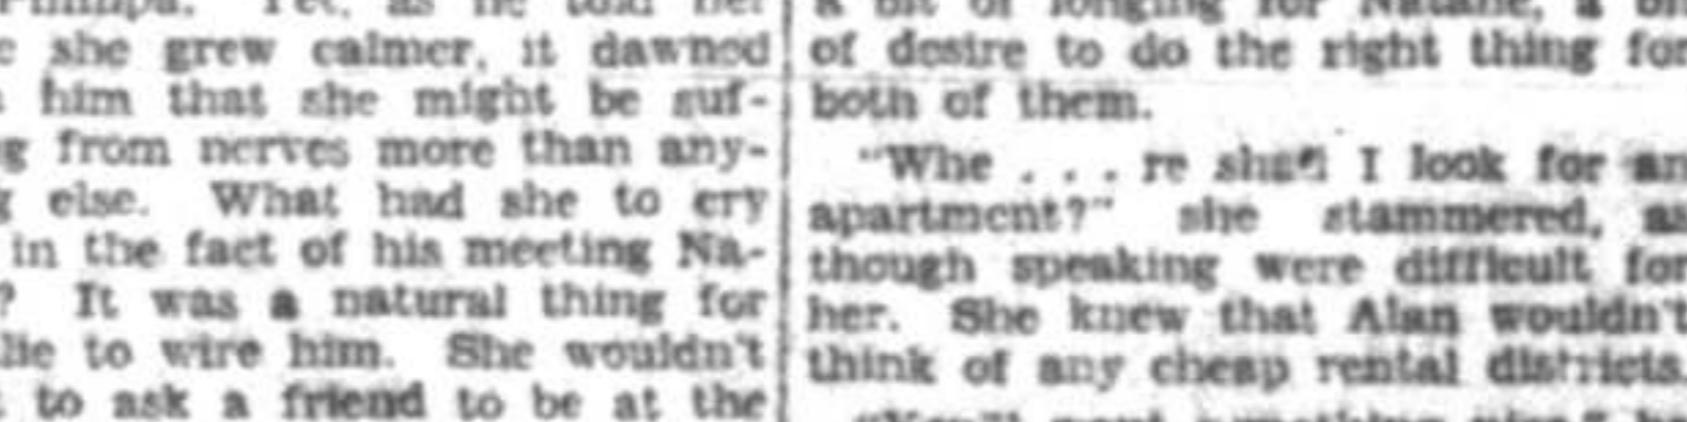 she grew calmer, it dawned
him that she might be suf-
from nerves more than any-
else. What had she to cry
in the fact of his meeting Na-
? It was a natural thing for
lie to wire him. She wouldn't
to ask a friend to be at the
of desire to do the right thing for
both of them.
"Whe . . . re shall I look for an
apartment?" she stammered, as
though speaking were difficult for
her. She knew that Alan wouldn't
think of any cheap rental districts.